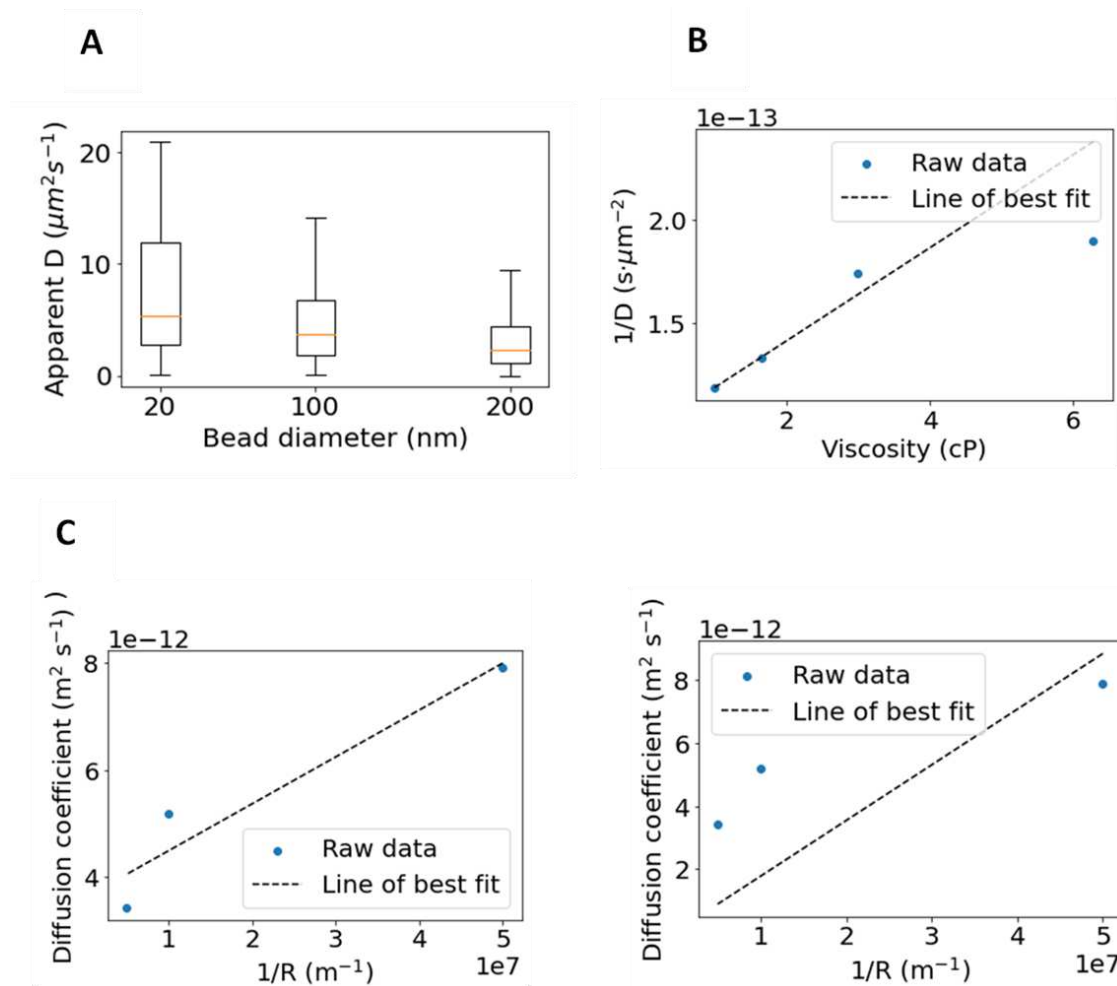 A
Apparent D (μm²s⁻¹)
20
10
0
20 100 200
Bead diameter (nm)
B
1e−13
1/D (s·μm⁻²)
2.0
1.5
Raw data
Line of best fit
2 4 6
Viscosity (cP)
C
1e−12
Diffusion coefficient (m² s⁻¹) )
8
6
4
Raw data
Line of best fit
1 2 3 4 5
1/R (m⁻¹)
1e7
1e−12
Diffusion coefficient (m² s⁻¹)
8
6
4
2
Raw data
Line of best fit
1 2 3 4 5
1/R (m⁻¹)
1e7